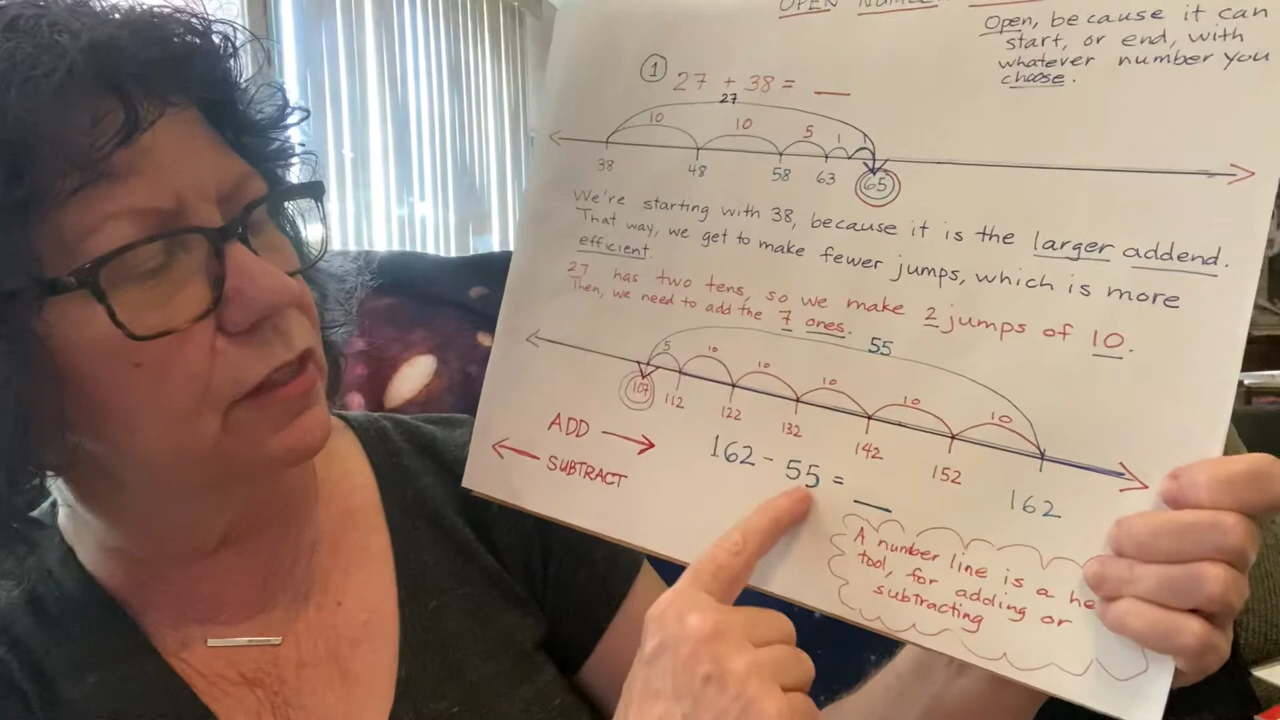 OPEN
Open, because it can
start, or end, with
whatever number you
choose.
1 27 + 38 = __
27
10 10 5 1
38 48 58 63 65
We're starting with 38, because it is the larger addend.
That way, we get to make fewer jumps, which is more
efficient.
27 has two tens, so we make 2 jumps of 10.
Then, we need to add the 7 ones.
55
5 10 10 10 10 10
107 112 122 132 142 152 162
ADD →
← SUBTRACT
162 - 55 = __
A number line is a
tool, for adding or
subtracting